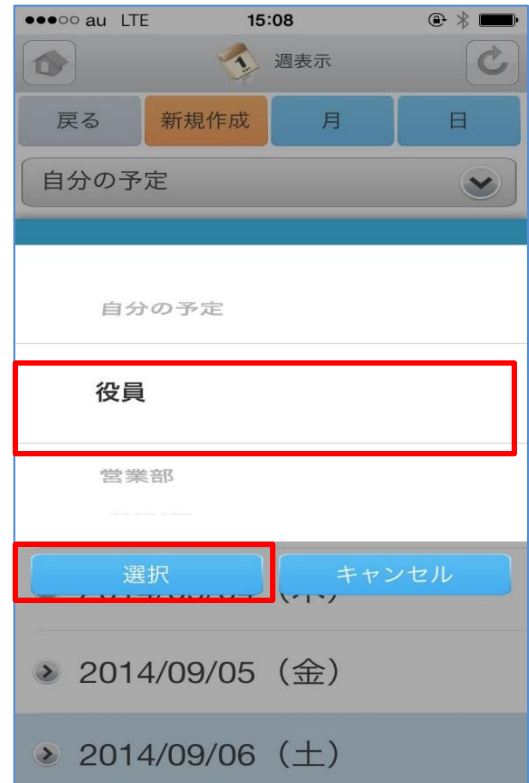 au LTE 15:08
週表示
戻る 新規作成 月 日
自分の予定
自分の予定
役員
営業部
選択 キャンセル
2014/09/05（金）
2014/09/06（土）